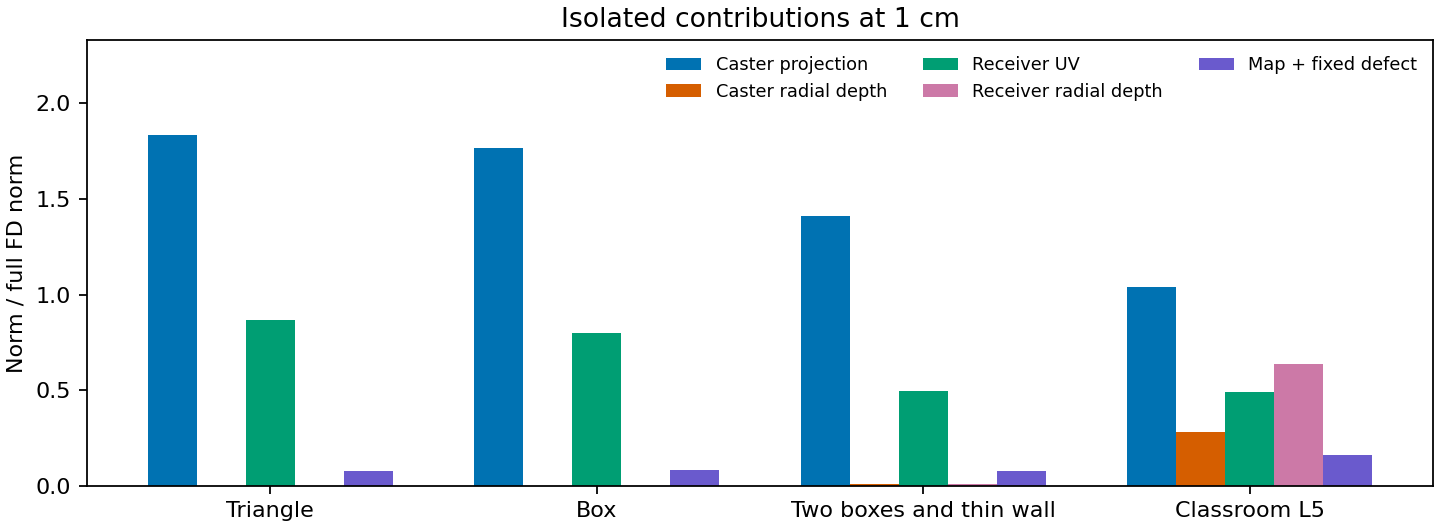 Isolated contributions at 1 cm
Caster projection
Caster radial depth
Receiver UV
Receiver radial depth
Map + fixed defect
Norm / full FD norm
2.0
1.5
1.0
0.5
0.0
Triangle
Box
Two boxes and thin wall
Classroom L5